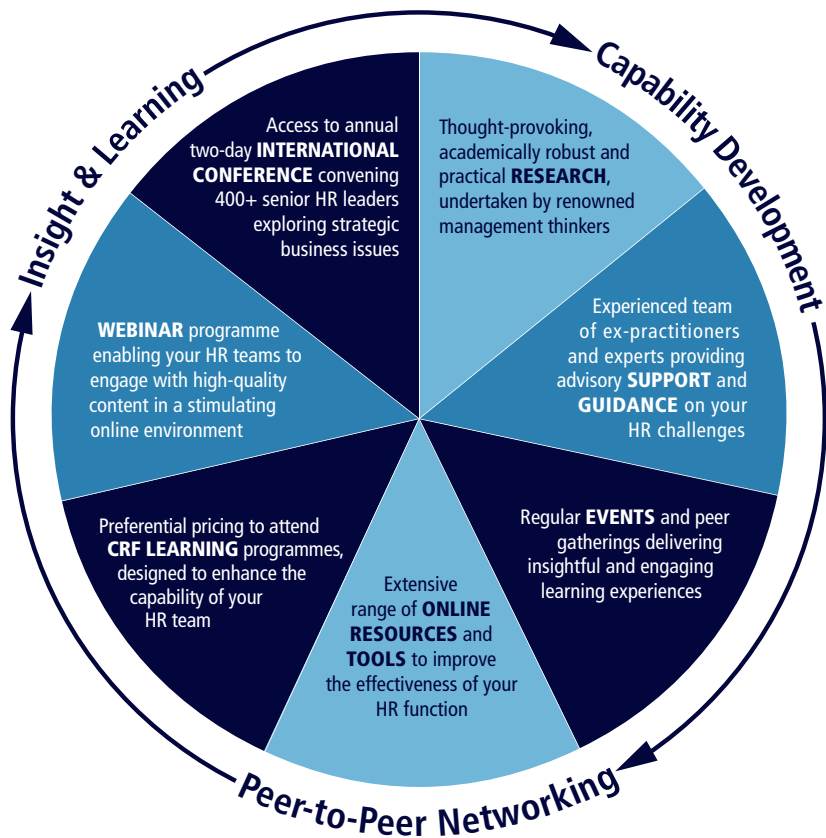 Insight & Learning
Capability Development
Access to annual
two-day INTERNATIONAL
CONFERENCE convening
400+ senior HR leaders
exploring strategic
business issues
Thought-provoking,
academically robust and
practical RESEARCH,
undertaken by renowned
management thinkers
Experienced team
of ex-practitioners
and experts providing
advisory SUPPORT and
GUIDANCE on your
HR challenges
Regular EVENTS and peer
gatherings delivering
insightful and engaging
learning experiences
Extensive
range of ONLINE
RESOURCES and
TOOLS to improve
the effectiveness of your
HR function
Preferential pricing to attend
CRF LEARNING programmes,
designed to enhance the
capability of your
HR team
WEBINAR programme
enabling your HR teams to
engage with high-quality
content in a stimulating
online environment
Peer-to-Peer Networking